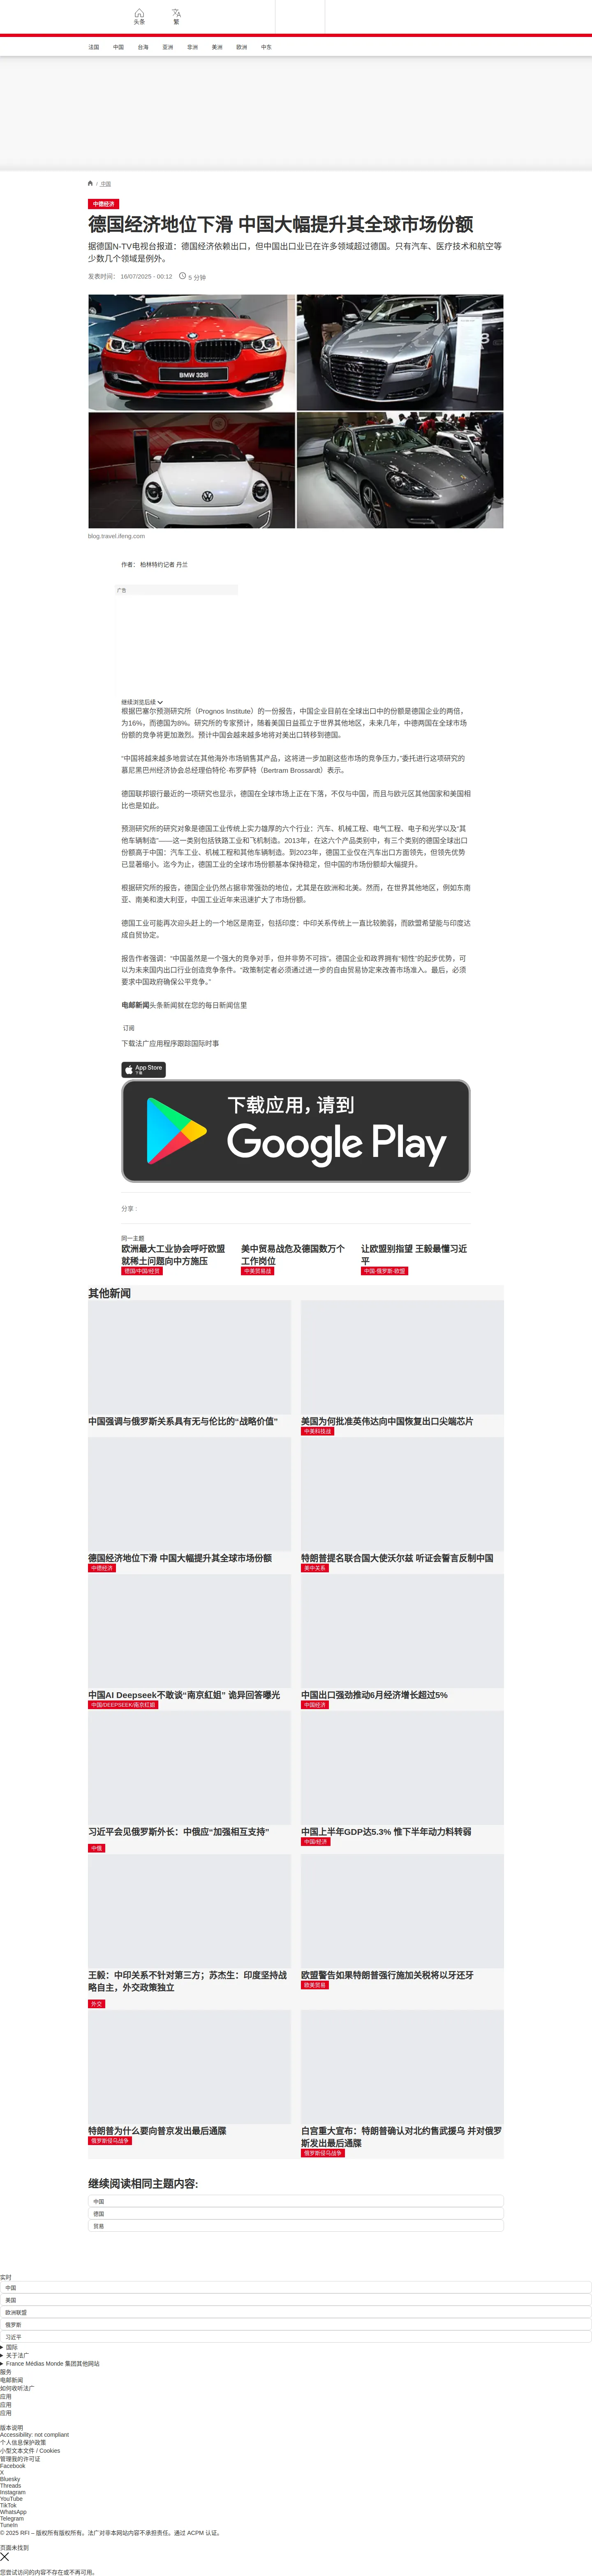 头条
繁
法国
中国
台海
亚洲
非洲
美洲
欧洲
中东
/ 中国
中德经济
德国经济地位下滑 中国大幅提升其全球市场份额
据德国N-TV电视台报道：德国经济依赖出口，但中国出口业已在许多领域超过德国。只有汽车、医疗技术和航空等
少数几个领域是例外。
发表时间： 16/07/2025 - 00:12
5 分钟
BMW 328i
blog.travel.ifeng.com
作者： 柏林特约记者 丹兰
广告
继续浏览后续
根据巴塞尔预测研究所（Prognos Institute）的一份报告，中国企业目前在全球出口中的份额是德国企业的两倍，
为16%，而德国为8%。研究所的专家预计，随着美国日益孤立于世界其他地区，未来几年，中德两国在全球市场
份额的竞争将更加激烈。预计中国会越来越多地将对美出口转移到德国。
“中国将越来越多地尝试在其他海外市场销售其产品，这将进一步加剧这些市场的竞争压力，”委托进行这项研究的
慕尼黑巴州经济协会总经理伯特伦·布罗萨特（Bertram Brossardt）表示。
德国联邦银行最近的一项研究也显示，德国在全球市场上正在下落，不仅与中国，而且与欧元区其他国家和美国相
比也是如此。
预测研究所的研究对象是德国工业传统上实力雄厚的六个行业：汽车、机械工程、电气工程、电子和光学以及“其
他车辆制造”——这一类别包括铁路工业和飞机制造。2013年，在这六个产品类别中，有三个类别的德国全球出口
份额高于中国：汽车工业、机械工程和其他车辆制造。到2023年，德国工业仅在汽车出口方面领先，但领先优势
已显著缩小。迄今为止，德国工业的全球市场份额基本保持稳定，但中国的市场份额却大幅提升。
根据研究所的报告，德国企业仍然占据非常强劲的地位，尤其是在欧洲和北美。然而，在世界其他地区，例如东南
亚、南美和澳大利亚，中国工业近年来迅速扩大了市场份额。
德国工业可能再次迎头赶上的一个地区是南亚，包括印度：中印关系传统上一直比较脆弱，而欧盟希望能与印度达
成自贸协定。
报告作者强调：“中国虽然是一个强大的竞争对手，但并非势不可挡”。德国企业和政界拥有“韧性”的起步优势，可
以为未来国内出口行业创造竞争条件。“政策制定者必须通过进一步的自由贸易协定来改善市场准入。最后，必须
要求中国政府确保公平竞争。”
电邮新闻头条新闻就在您的每日新闻信里
订阅
下载法广应用程序跟踪国际时事
App Store
下载
下载应用，请到
Google Play
分享 :
同一主题
欧洲最大工业协会呼吁欧盟
就稀土问题向中方施压
德国/中国/经贸
美中贸易战危及德国数万个
工作岗位
中美贸易战
让欧盟别指望 王毅最懂习近
平
中国-俄罗斯-欧盟
其他新闻
中国强调与俄罗斯关系具有无与伦比的“战略价值”
美国为何批准英伟达向中国恢复出口尖端芯片
中美科技战
德国经济地位下滑 中国大幅提升其全球市场份额
中德经济
特朗普提名联合国大使沃尔兹 听证会誓言反制中国
美中关系
中国AI Deepseek不敢谈“南京紅姐” 诡异回答曝光
中国/DEEPSEEK/南京红姐
中国出口强劲推动6月经济增长超过5%
中国经济
习近平会见俄罗斯外长：中俄应“加强相互支持”
中俄
中国上半年GDP达5.3% 惟下半年动力料转弱
中国/经济
王毅：中印关系不针对第三方；苏杰生：印度坚持战
略自主，外交政策独立
外交
欧盟警告如果特朗普强行施加关税将以牙还牙
欧美贸易
特朗普为什么要向普京发出最后通牒
俄罗斯侵乌战争
白宫重大宣布：特朗普确认对北约售武援乌 并对俄罗
斯发出最后通牒
俄罗斯侵乌战争
继续阅读相同主题内容:
中国
德国
贸易
实时
中国
美国
欧洲联盟
俄罗斯
习近平
国际
关于法广
France Médias Monde 集团其他网站
服务
电邮新闻
如何收听法广
应用
应用
应用
版本说明
Accessibility: not compliant
个人信息保护政策
小型文本文件 / Cookies
管理我的许可证
Facebook
X
Bluesky
Threads
Instagram
YouTube
TikTok
WhatsApp
Telegram
TuneIn
© 2025 RFI – 版权所有版权所有。法广对非本网站内容不承担责任。通过 ACPM 认证。
页面未找到
您尝试访问的内容不存在或不再可用。